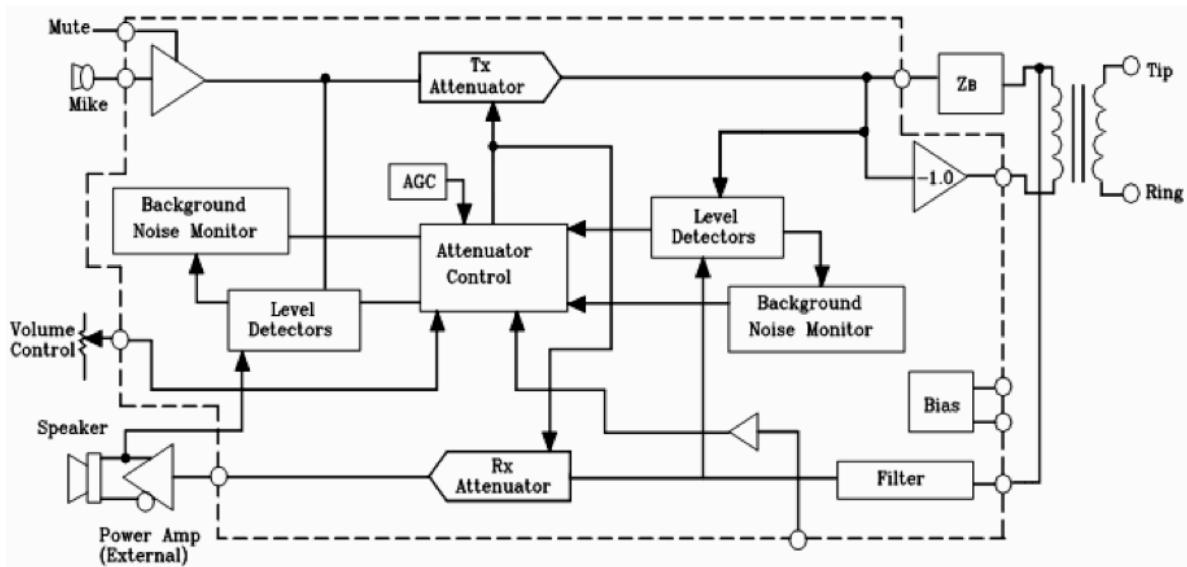 Mute
Mike
Tx
Attenuator
ZB
Tip
AGC
Background
Noise Monitor
Attenuator
Control
Level
Detectors
-1.0
Ring
Level
Detectors
Background
Noise Monitor
Volume
Control
Bias
Speaker
Rx
Attenuator
Filter
Power Amp
(External)